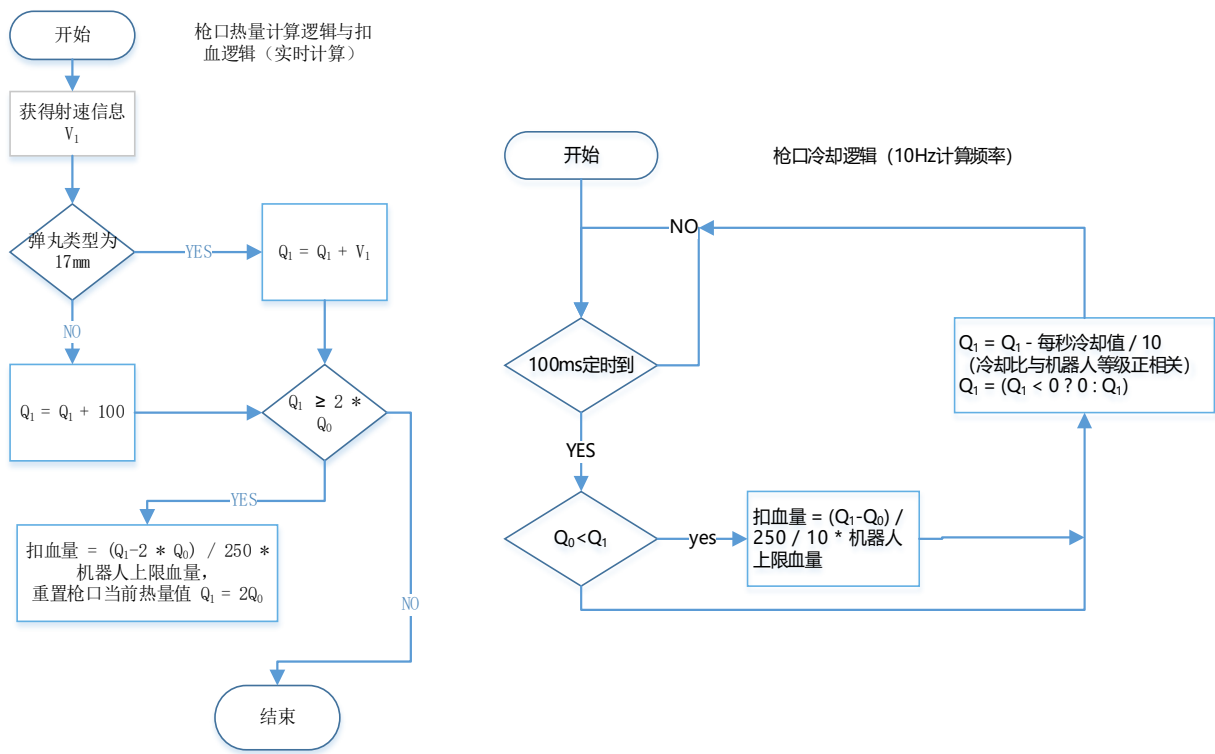 开始
枪口热量计算逻辑与扣
血逻辑（实时计算）
获得射速信息
V₁
弹丸类型为
17mm
YES
Q₁ = Q₁ + V₁
NO
Q₁ = Q₁ + 100
Q₁ ≥ 2 *
Q₀
YES
扣血量 = (Q₁-2 * Q₀) / 250 *
机器人上限血量，
重置枪口当前热量值 Q₁ = 2Q₀
NO
结束
开始
枪口冷却逻辑（10Hz计算频率）
NO
100ms定时到
YES
Q₀<Q₁
yes
扣血量 = (Q₁-Q₀) /
250 / 10 * 机器人
上限血量
Q₁ = Q₁ - 每秒冷却值 / 10
（冷却比与机器人等级正相关）
Q₁ = (Q₁ < 0 ? 0 : Q₁)